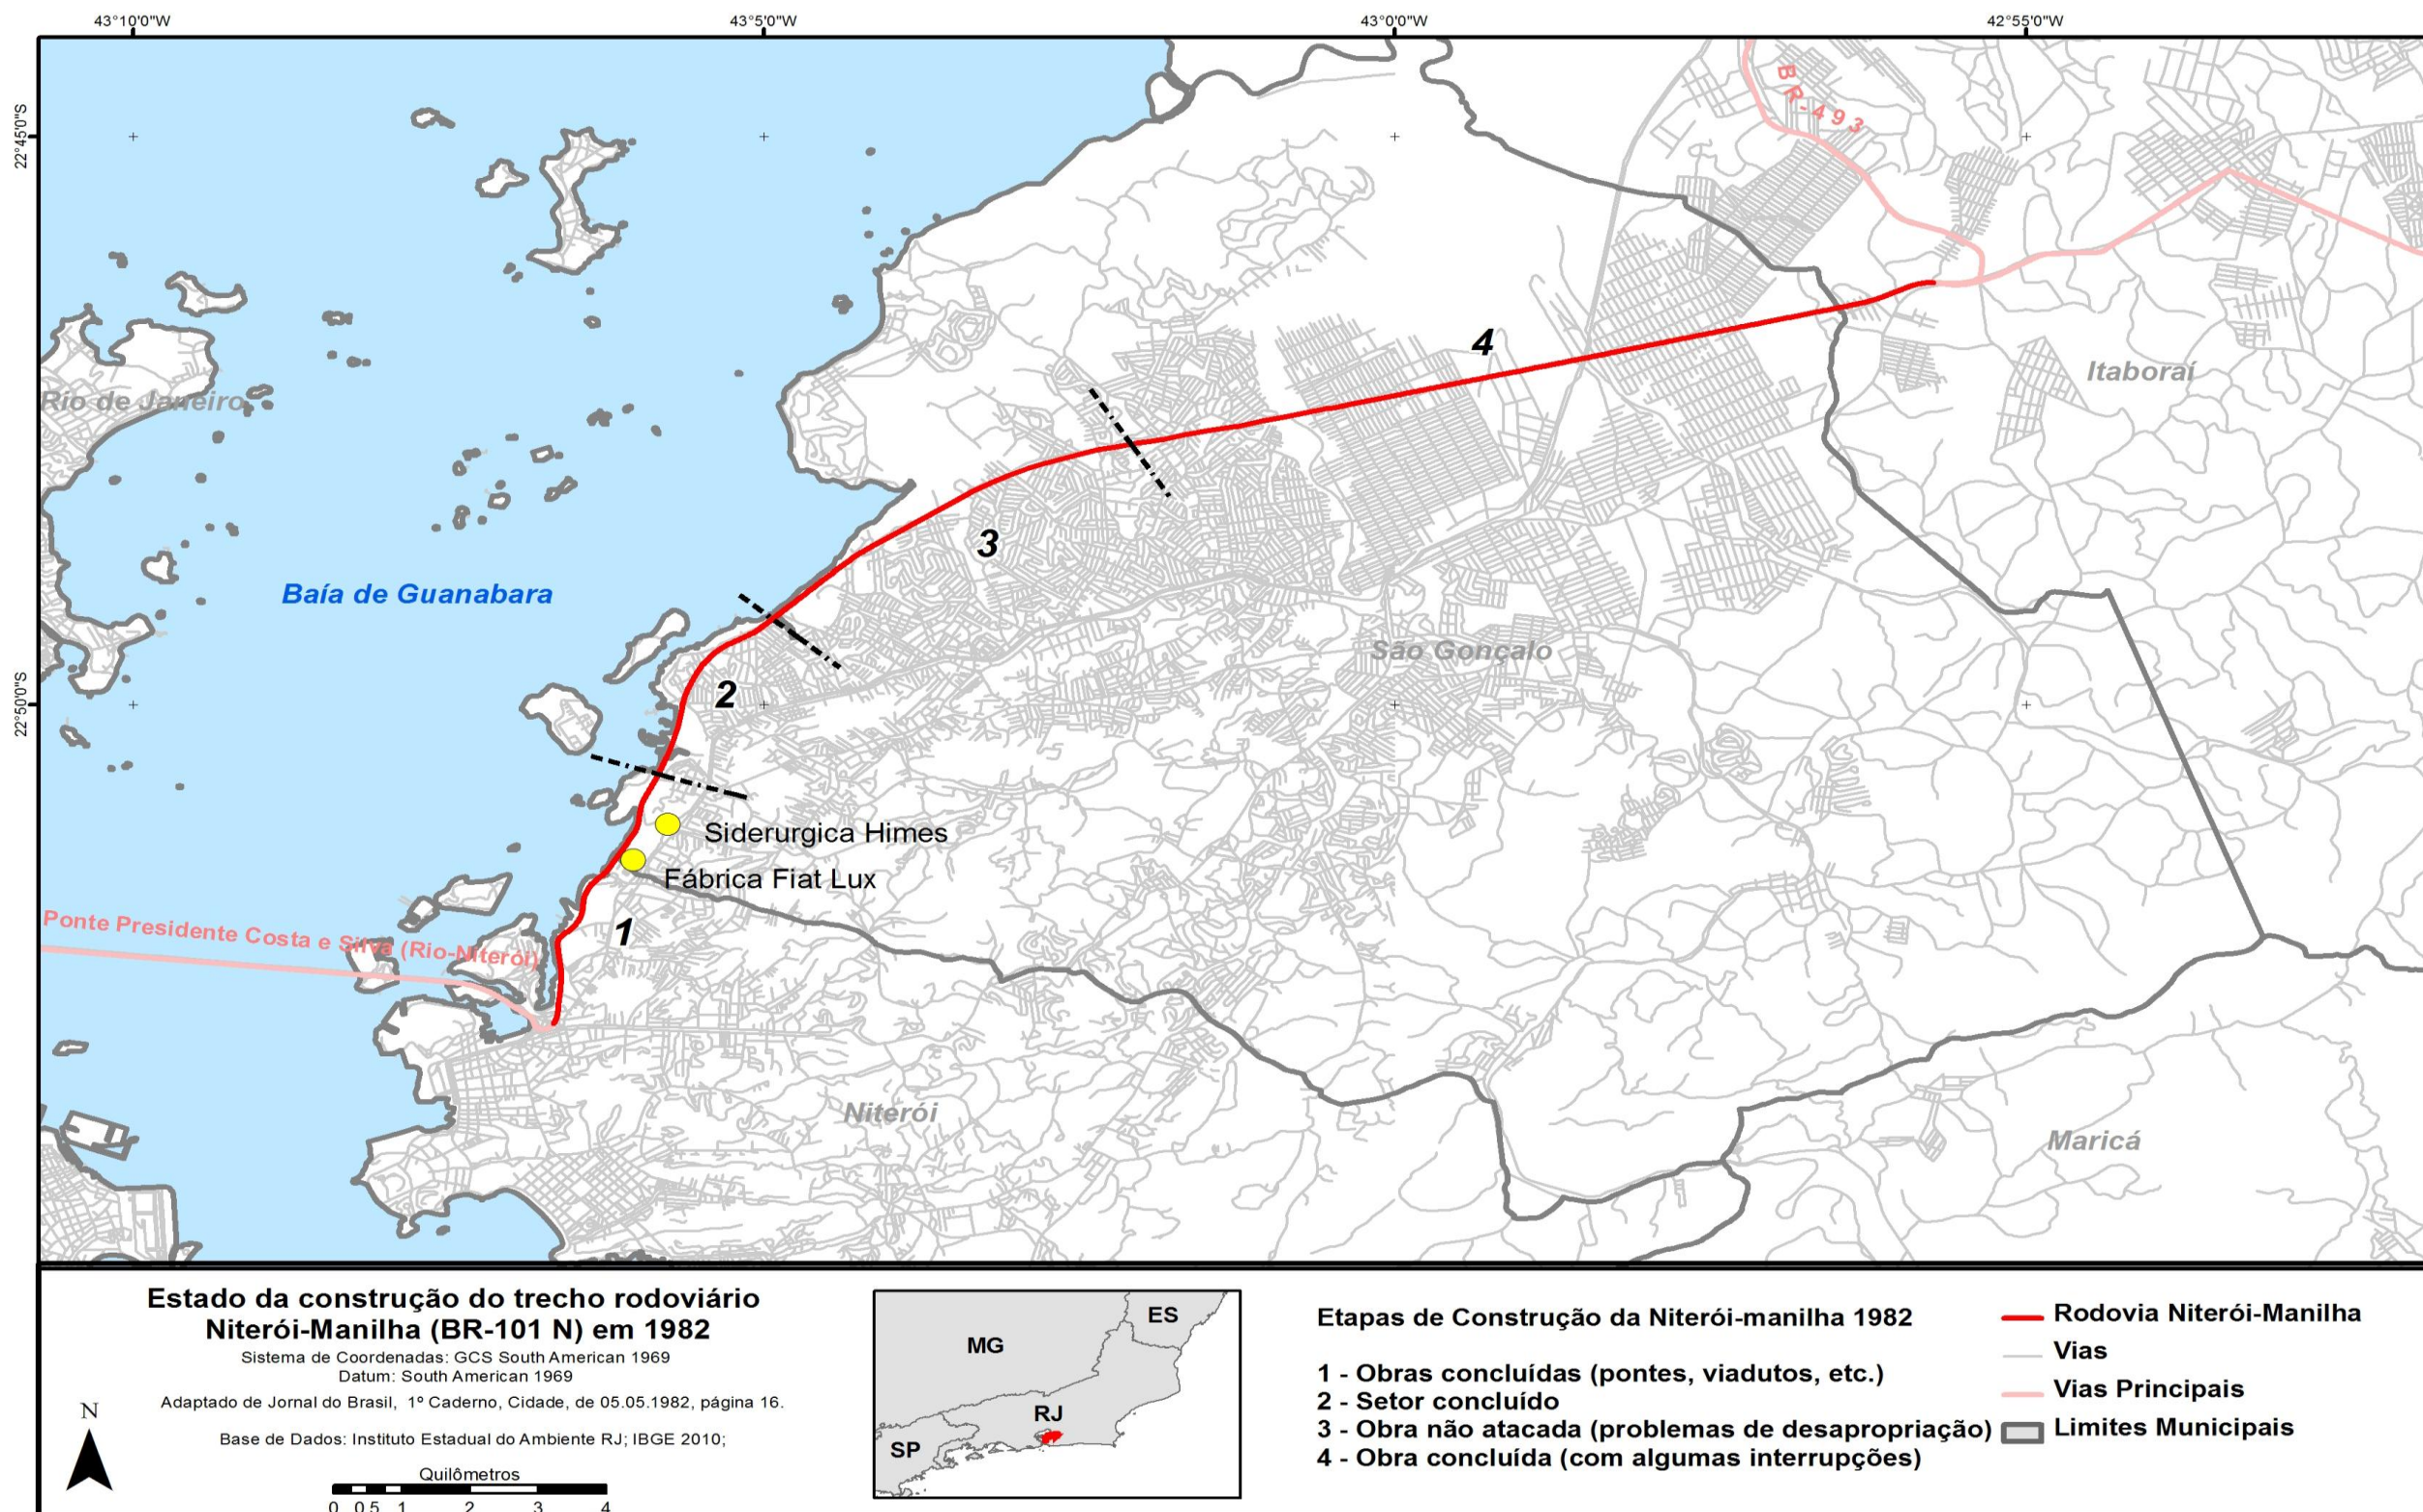 43°10'0"W
43°5'0"W
43°0'0"W
42°55'0"W
22°45'0"S
22°50'0"S
BR-493
Rio de Janeiro
4
Itaboraí
3
Baía de Guanabara
São Gonçalo
2
Siderurgica Himes
Fábrica Fiat Lux
Ponte Presidente Costa e Silva (Rio-Niterói)
1
Niterói
Maricá
Estado da construção do trecho rodoviário
Niterói-Manilha (BR-101 N) em 1982
Sistema de Coordenadas: GCS South American 1969
Datum: South American 1969
Adaptado de Jornal do Brasil, 1º Caderno, Cidade, de 05.05.1982, página 16.
Base de Dados: Instituto Estadual do Ambiente RJ; IBGE 2010;
N
Quilômetros
0 0,5 1 2 3 4
MG
ES
RJ
SP
Etapas de Construção da Niterói-manilha 1982
1 - Obras concluídas (pontes, viadutos, etc.)
2 - Setor concluído
3 - Obra não atacada (problemas de desapropriação)
4 - Obra concluída (com algumas interrupções)
Rodovia Niterói-Manilha
Vias
Vias Principais
Limites Municipais